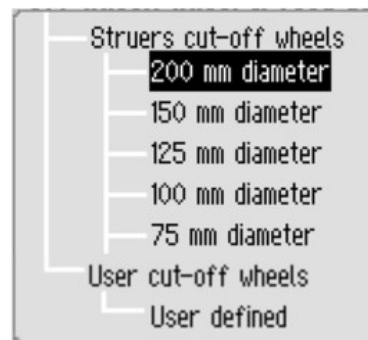 Struers cut-off wheels
200 mm diameter
150 mm diameter
125 mm diameter
100 mm diameter
75 mm diameter
User cut-off wheels
User defined